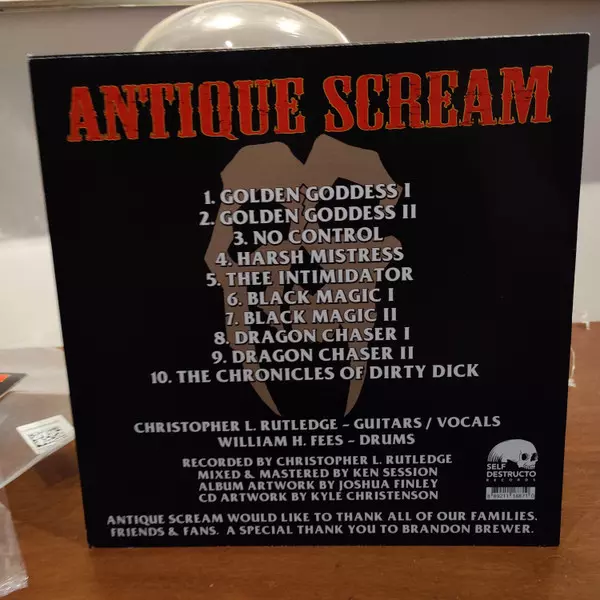 ANTIQUE SCREAM
1. GOLDEN GODDESS I
2. GOLDEN GODDESS II
3. NO CONTROL
4. HARSH MISTRESS
5. THEE INTIMIDATOR
6. BLACK MAGIC I
7. BLACK MAGIC II
8. DRAGON CHASER I
9. DRAGON CHASER II
10. THE CHRONICLES OF DIRTY DICK
CHRISTOPHER L. RUTLEDGE - GUITARS / VOCALS
WILLIAM H. FEES - DRUMS
RECORDED BY CHRISTOPHER L. RUTLEDGE
MIXED & MASTERED BY KEN SESSION
ALBUM ARTWORK BY JOSHUA FINLEY
CD ARTWORK BY KYLE CHRISTENSON
SELF
DESTRUCTO
RECORDS
ANTIQUE SCREAM WOULD LIKE TO THANK ALL OF OUR FAMILIES.
FRIENDS & FANS. A SPECIAL THANK YOU TO BRANDON BREWER.